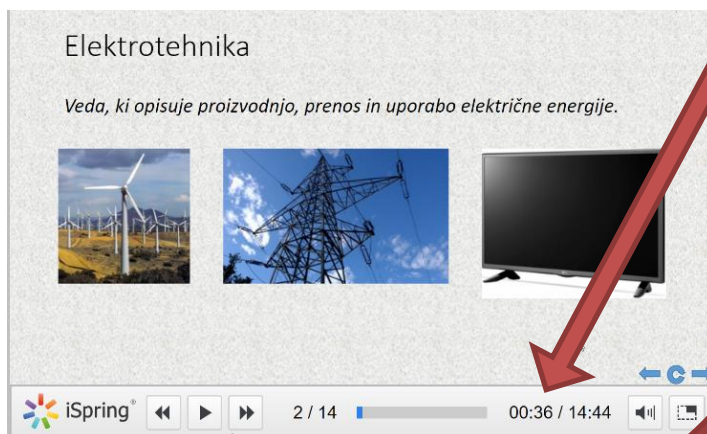 Elektrotehnika
Veda, ki opisuje proizvodnjo, prenos in uporabo električne energije.
iSpring® 2 / 14 00:36 / 14:44